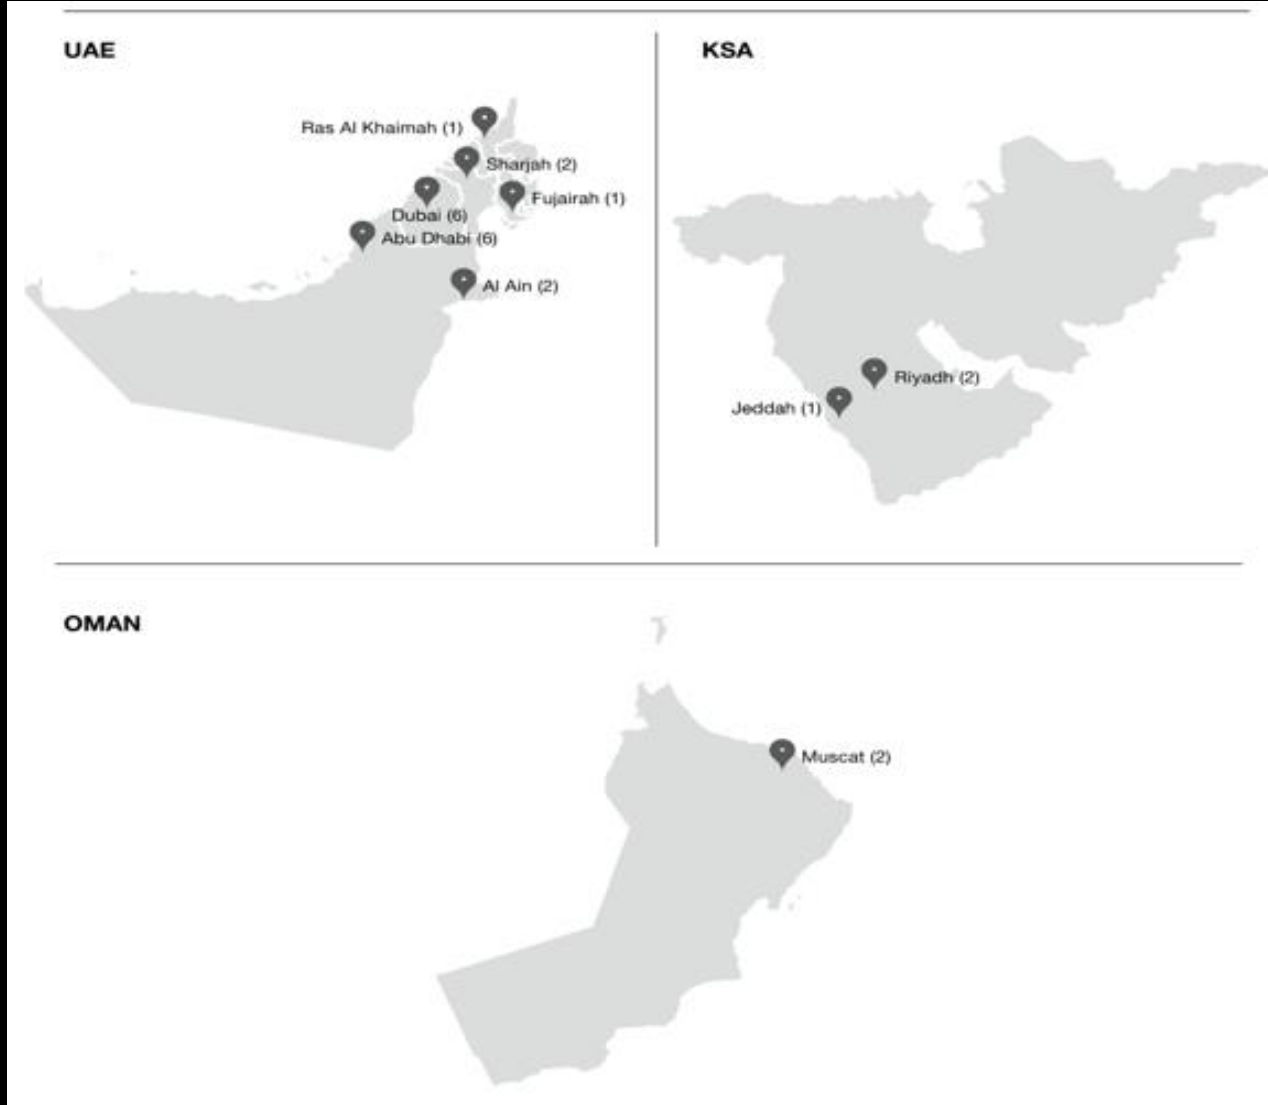 UAE
Ras Al Khaimah (1)
Sharjah (2)
Fujairah (1)
Dubai (6)
Abu Dhabi (6)
Al Ain (2)
KSA
Riyadh (2)
Jeddah (1)
OMAN
Muscat (2)